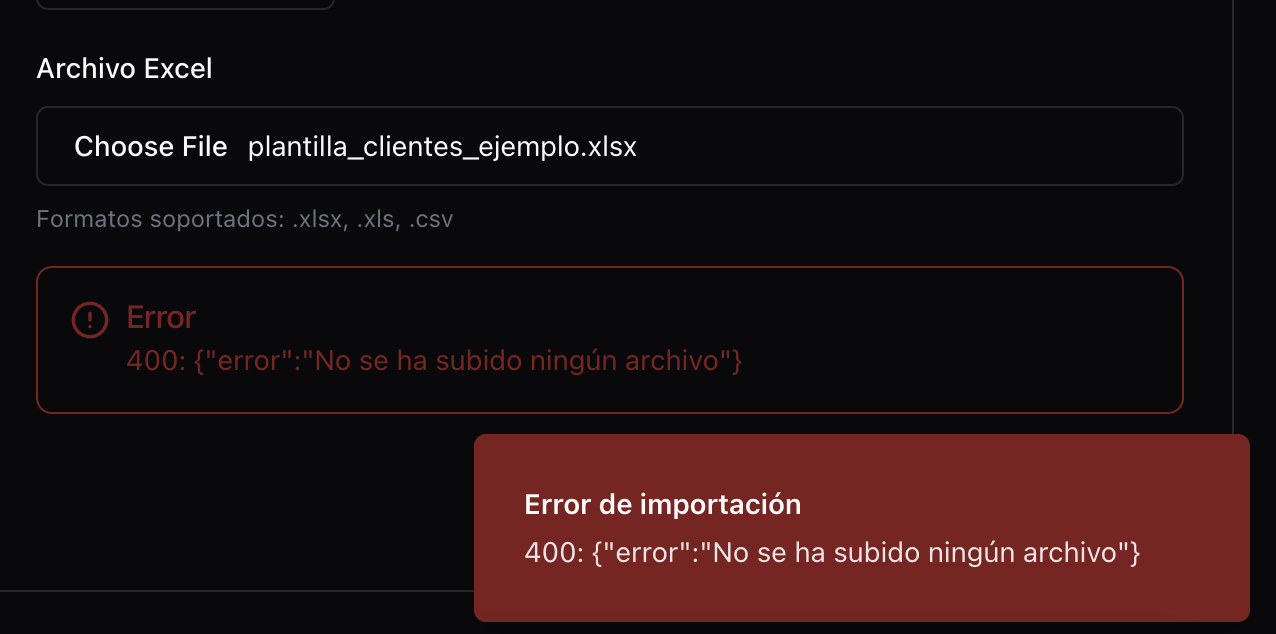 Archivo Excel
Choose File plantilla_clientes_ejemplo.xlsx
Formatos soportados: .xlsx, .xls, .csv
Error
400: {"error":"No se ha subido ningún archivo"}
Error de importación
400: {"error":"No se ha subido ningún archivo"}